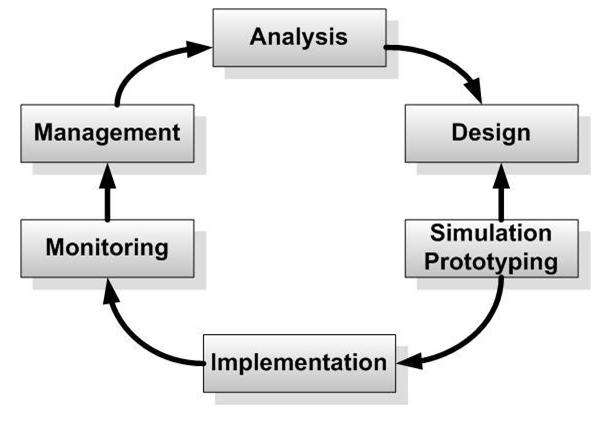 Analysis
Management
Design
Monitoring
Simulation
Prototyping
Implementation